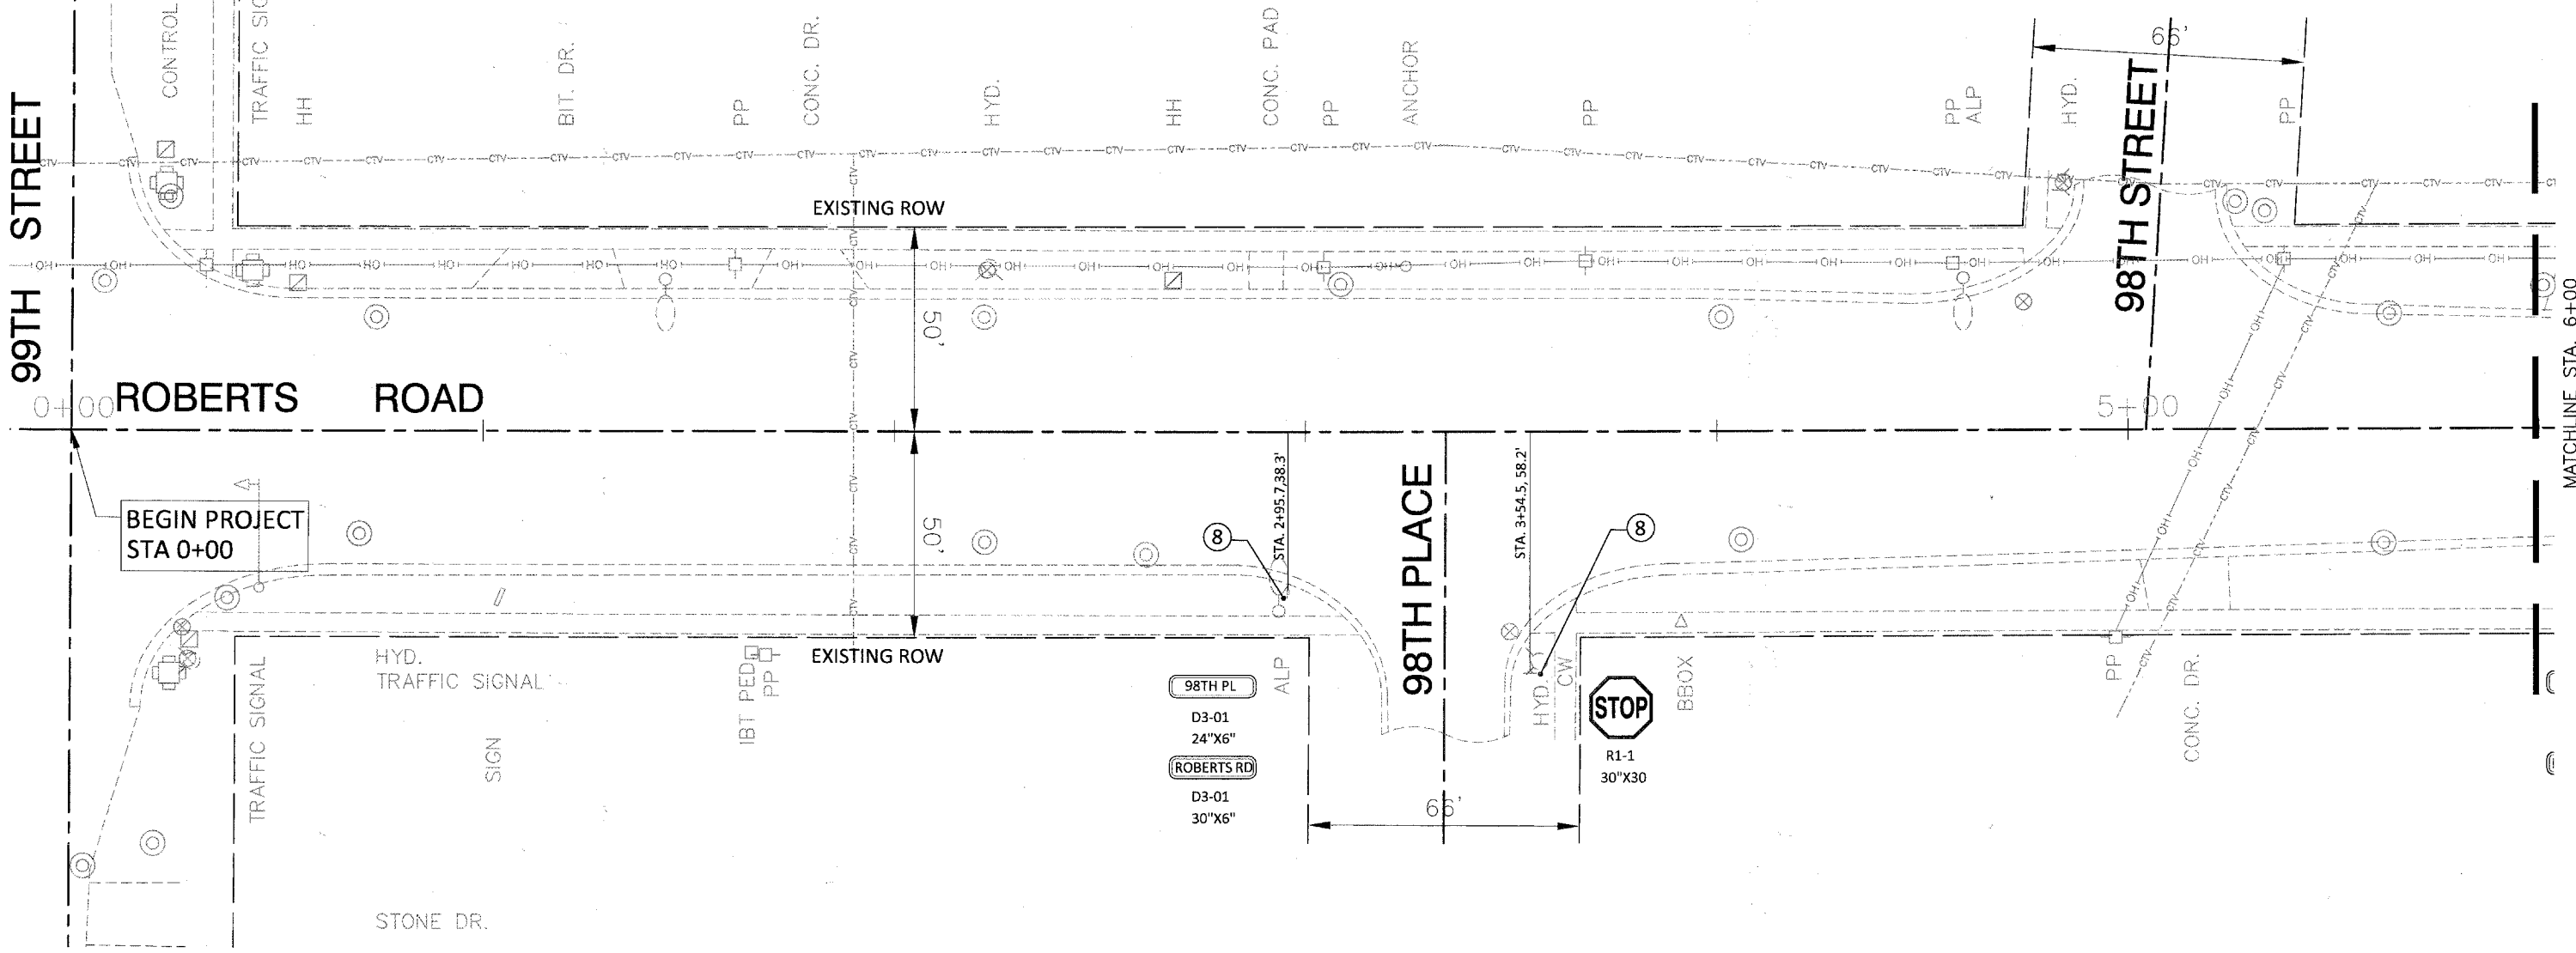 CONTROL
TRAFFIC SIG
HH
BIT. DR.
PP
CONC. DR.
HYD.
HH
CONC. PAD
PP
ANCHOR
PP
PP
ALP
HYD.
66'
98TH STREET
PP
99TH STREET
EXISTING ROW
50'
ROBERTS ROAD
0+00
5+00
MATCHLINE STA. 6+00
BEGIN PROJECT
STA 0+00
50'
8
STA. 2+95.7,38.3'
98TH PLACE
STA. 3+54.5, 58.2'
8
EXISTING ROW
TRAFFIC SIGNAL
HYD.
TRAFFIC SIGNAL
SIGN
IBT PED
PP
98TH PL
D3-01
24"X6"
ROBERTS RD
D3-01
30"X6"
ALP
66'
HYD.
CW
STOP
R1-1
30"X30
BBOX
PP
CONC. DR.
STONE DR.